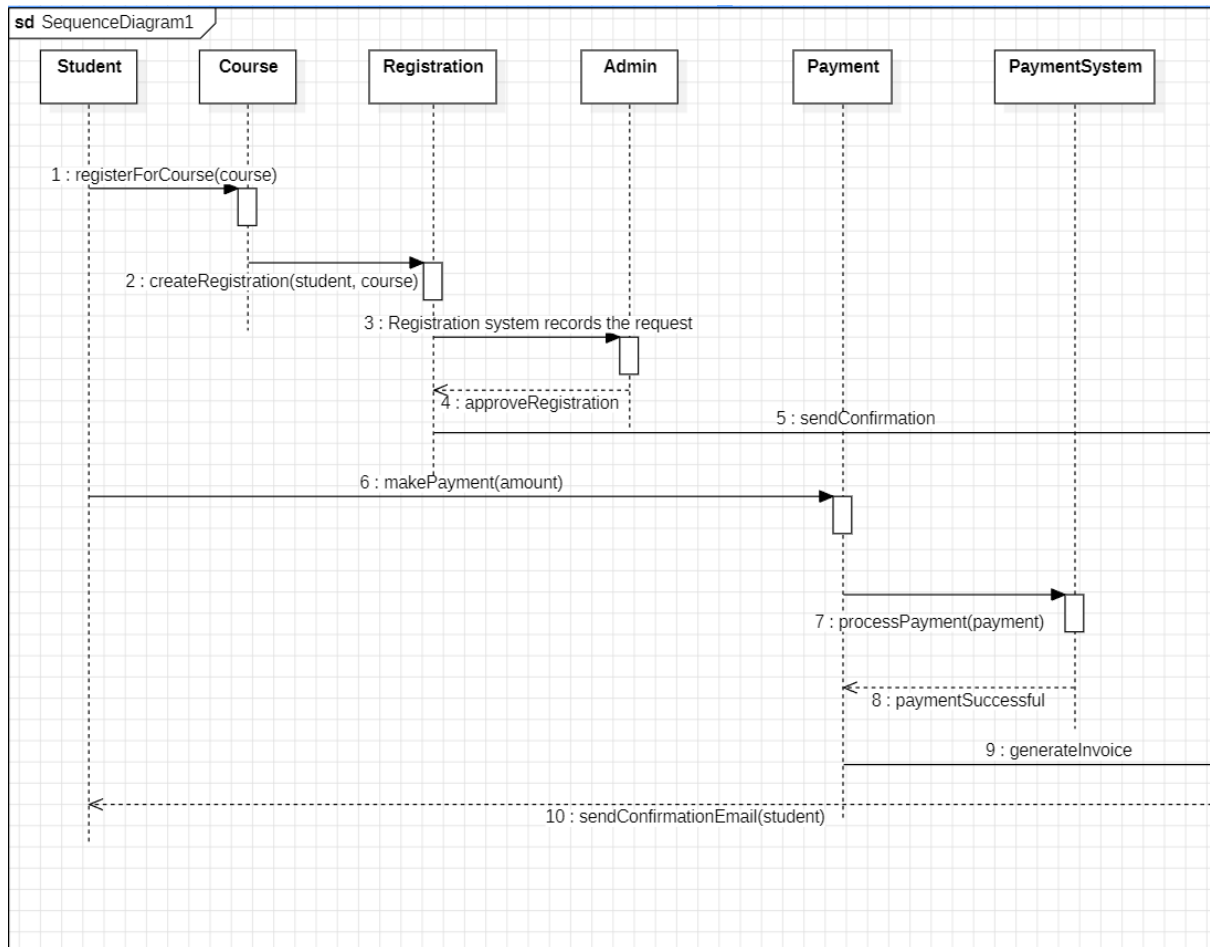 sd SequenceDiagram1
Student
Course
Registration
Admin
Payment
PaymentSystem
1 : registerForCourse(course)
2 : createRegistration(student, course)
3 : Registration system records the request
4 : approveRegistration
5 : sendConfirmation
6 : makePayment(amount)
7 : processPayment(payment)
8 : paymentSuccessful
9 : generateInvoice
10 : sendConfirmationEmail(student)